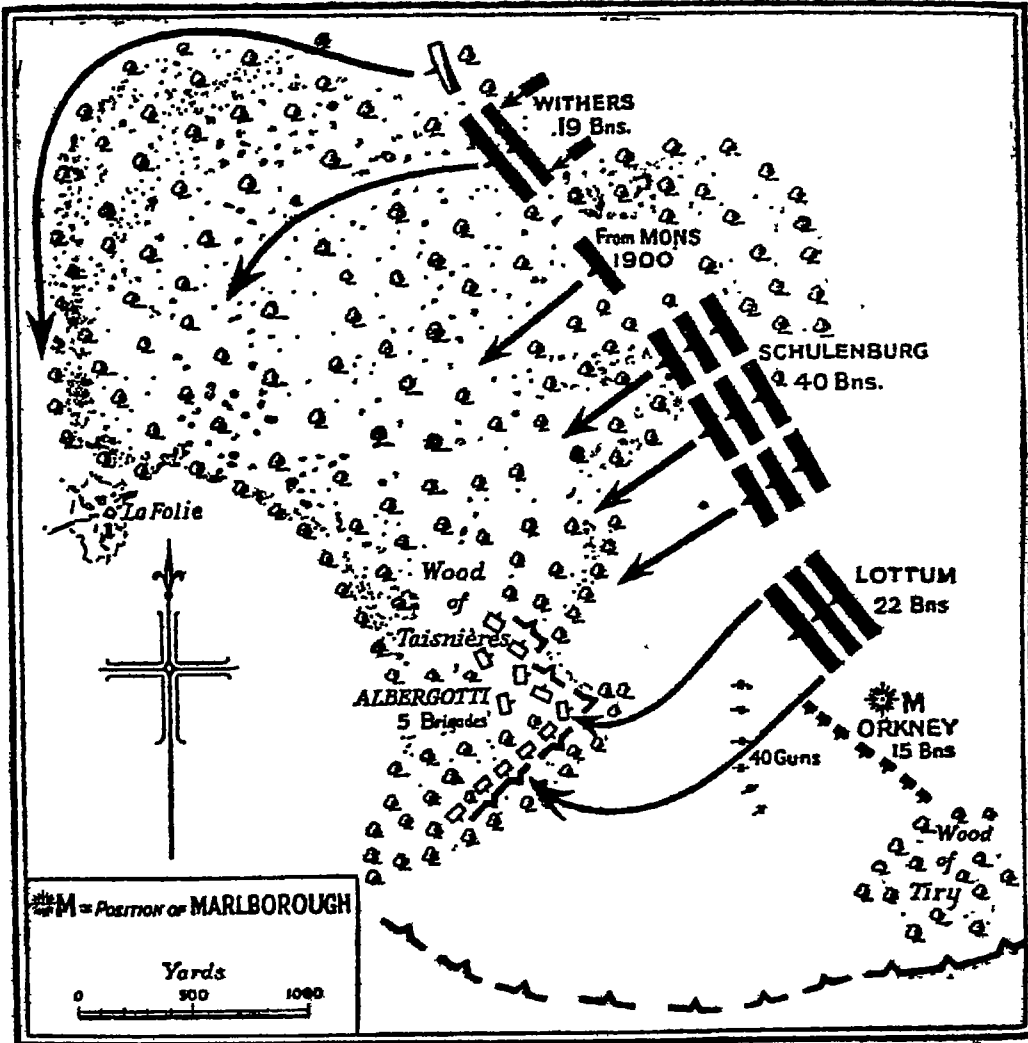 WITHERS
19 Bns.
From MONS
1900
SCHULENBURG
40 Bns.
La Folie
Wood
of
Taisnières
LOTTUM
22 Bns
ALBERGOTTI
5 Brigades
M
ORKNEY
15 Bns
40 Guns
Wood
of
Tiry
M = POSITION OF MARLBOROUGH
Yards
0 500 1000